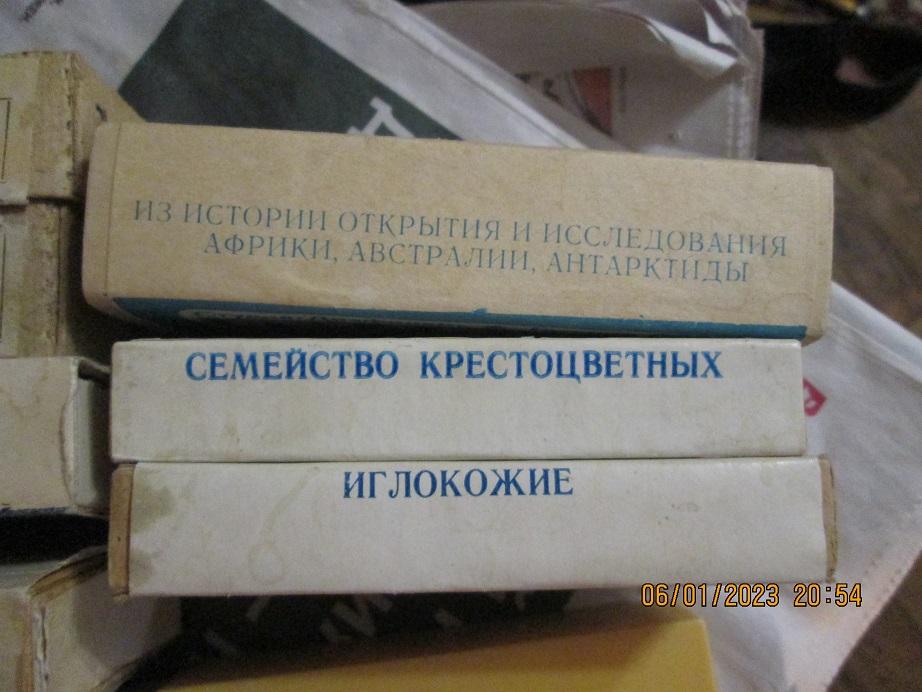 ИЗ ИСТОРИИ ОТКРЫТИЯ И ИССЛЕДОВАНИЯ
АФРИКИ, АВСТРАЛИИ, АНТАРКТИДЫ
СЕМЕЙСТВО КРЕСТОЦВЕТНЫХ
ИГЛОКОЖИЕ
06/01/2023 20:54